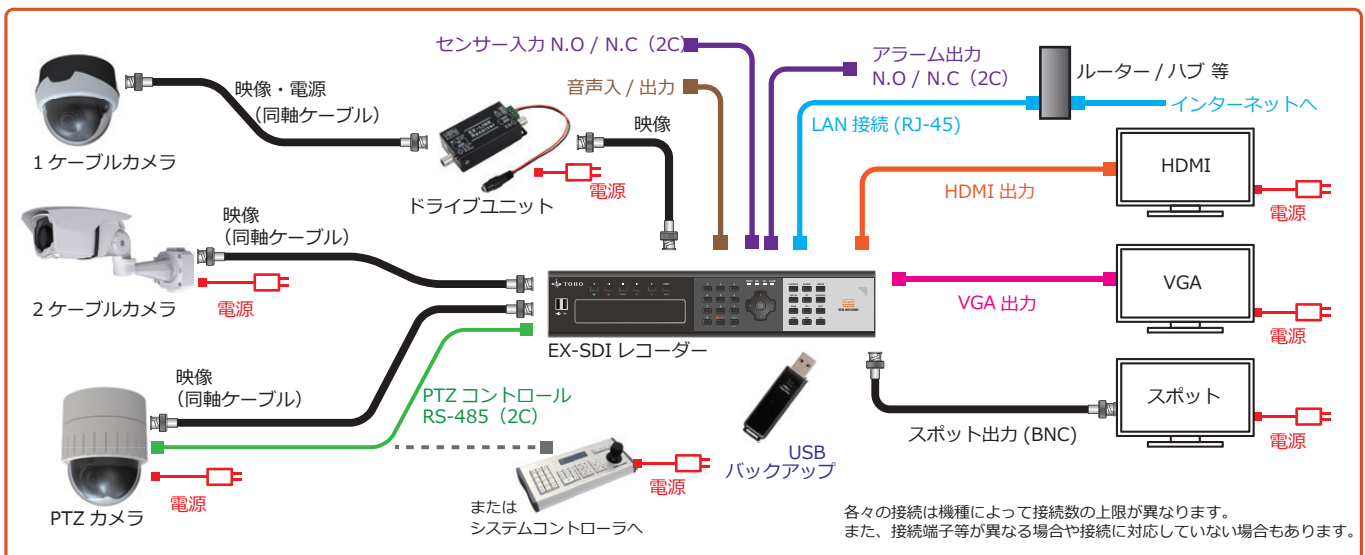 センサー入力 N.O / N.C（2C）
アラーム出力
N.O / N.C（2C）
ルーター / ハブ 等
映像・電源
（同軸ケーブル）
音声入 / 出力
インターネットへ
映像
LAN 接続 (RJ-45)
1 ケーブルカメラ
EX-LINK
Receiver
電源
ドライブユニット
HDMI
HDMI 出力
電源
映像
（同軸ケーブル）
電源
2 ケーブルカメラ
TOHO
EX-SDI レコーダー
VGA
VGA 出力
電源
映像
（同軸ケーブル）
PTZ コントロール
RS-485（2C）
スポット
スポット出力 (BNC)
電源
USB
バックアップ
電源
電源
PTZ カメラ
または
システムコントローラへ
各々の接続は機種によって接続数の上限が異なります。
また、接続端子等が異なる場合や接続に対応していない場合もあります。